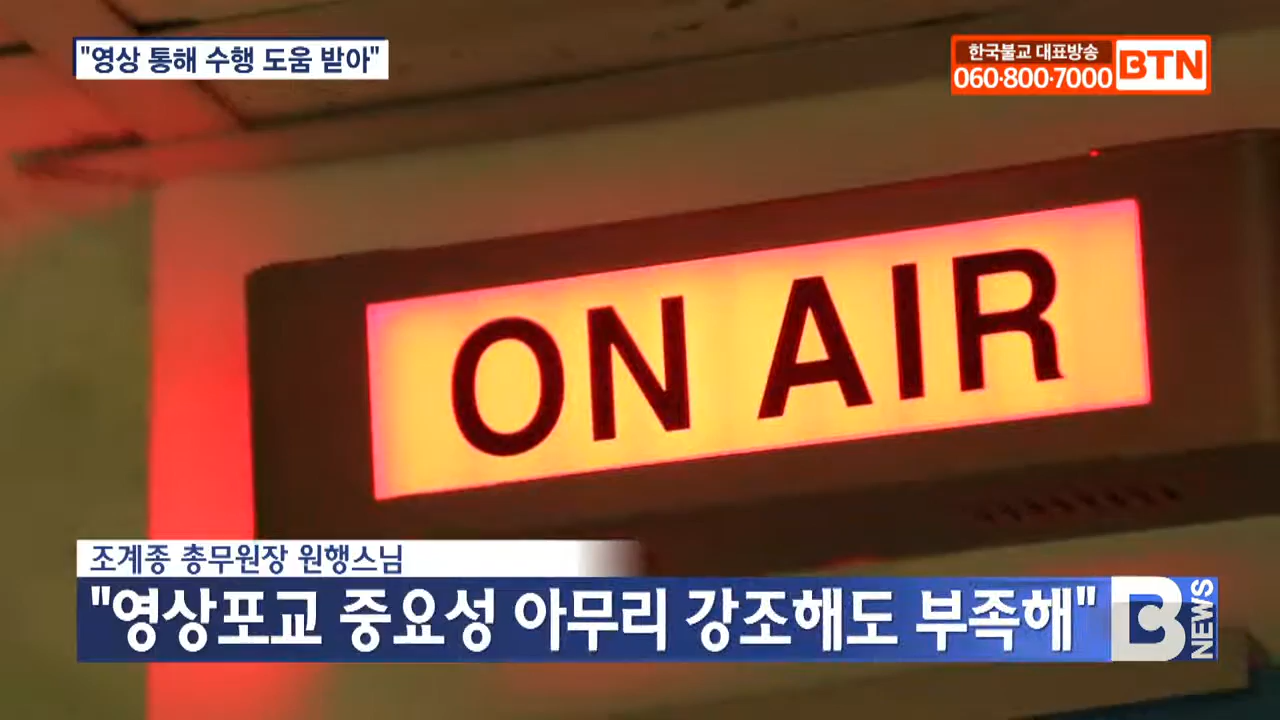 "영상 통해 수행 도움 받아"
한국불교 대표방송
060·800·7000
BTN
ON AIR
조계종 총무원장 원행스님
"영상포교 중요성 아무리 강조해도 부족해"
B NEWS